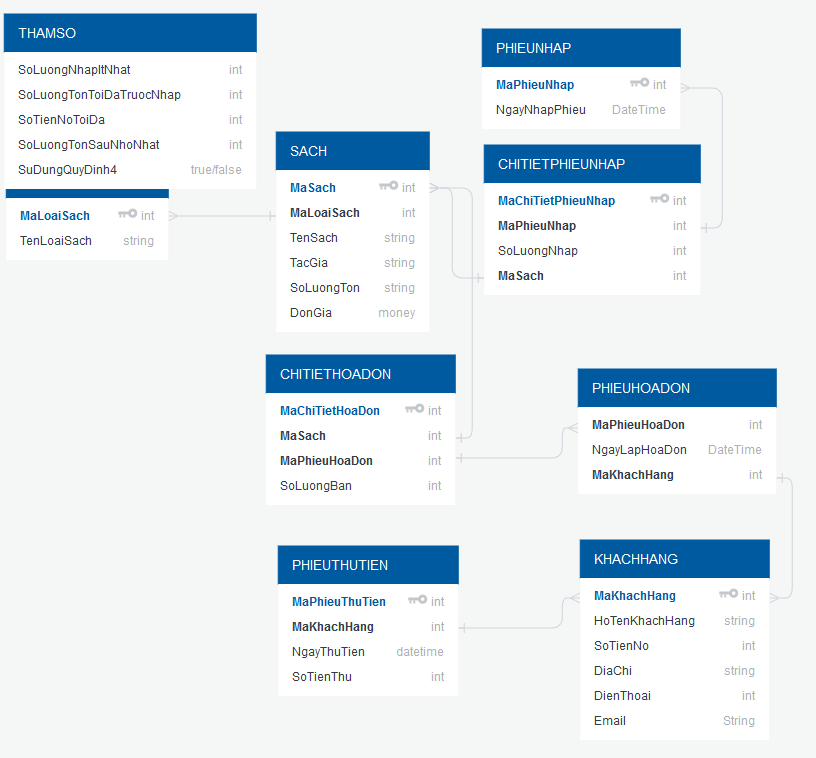 THAMSO
SoLuongNhapItNhat int
SoLuongTonToiDaTruocNhap int
SoTienNoToiDa int
SoLuongTonSauNhoNhat int
SuDungQuyDinh4 true/false
MaLoaiSach int
TenLoaiSach string
SACH
MaSach int
MaLoaiSach int
TenSach string
TacGia string
SoLuongTon string
DonGia money
PHIEUNHAP
MaPhieuNhap int
NgayNhapPhieu DateTime
CHITIETPHIEUNHAP
MaChiTietPhieuNhap int
MaPhieuNhap int
SoLuongNhap int
MaSach int
CHITIETHOADON
MaChiTietHoaDon int
MaSach int
MaPhieuHoaDon int
SoLuongBan int
PHIEUHOADON
MaPhieuHoaDon int
NgayLapHoaDon DateTime
MaKhachHang int
PHIEUTHUTIEN
MaPhieuThuTien int
MaKhachHang int
NgayThuTien datetime
SoTienThu int
KHACHHANG
MaKhachHang int
HoTenKhachHang string
SoTienNo int
DiaChi string
DienThoai int
Email String